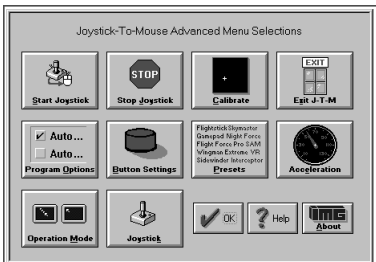 Joystick-To-Mouse Advanced Menu Selections
EXIT
STOP
Start Joystick
Stop Joystick
Calibrate
Exit J-T-M
Auto...
Auto...
Program Options
Button Settings
Flightstick Skymaster
Gamepad Night Force
Flight Force Pro SAM
Wingman Extreme VR
Sidewinder Interceptor
Presets
Acceleration
Operation Mode
Joystick
OK
Help
IMG
About